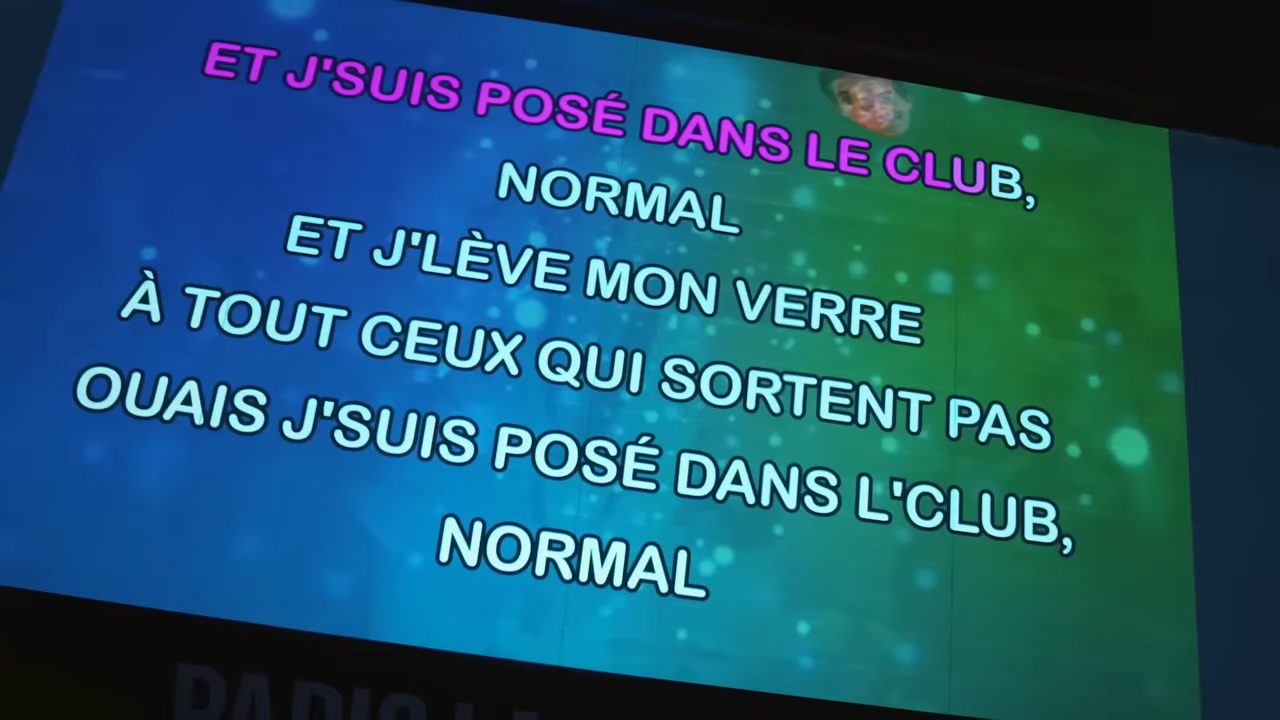 ET J'SUIS POSÉ DANS LE CLUB,
NORMAL
ET J'LÈVE MON VERRE
À TOUT CEUX QUI SORTENT PAS
OUAIS J'SUIS POSÉ DANS L'CLUB,
NORMAL